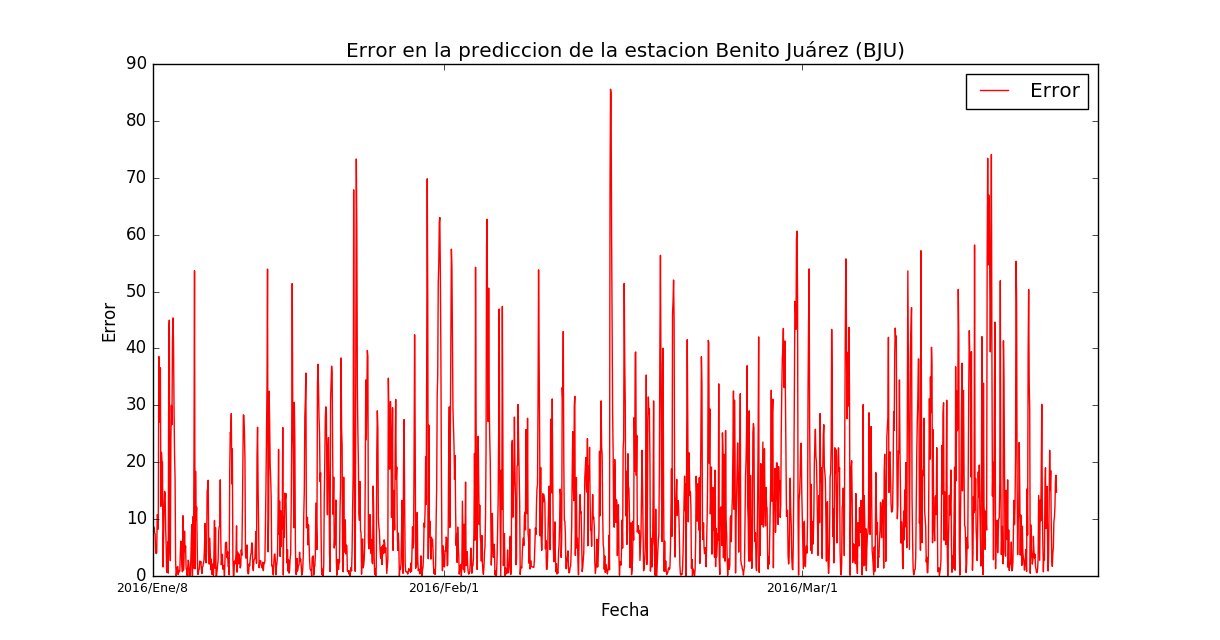 Error en la prediccion de la estacion Benito Juárez (BJU)
Error
90
80
70
60
50
40
30
20
10
0
Error
2016/Ene/8
2016/Feb/1
2016/Mar/1
Fecha